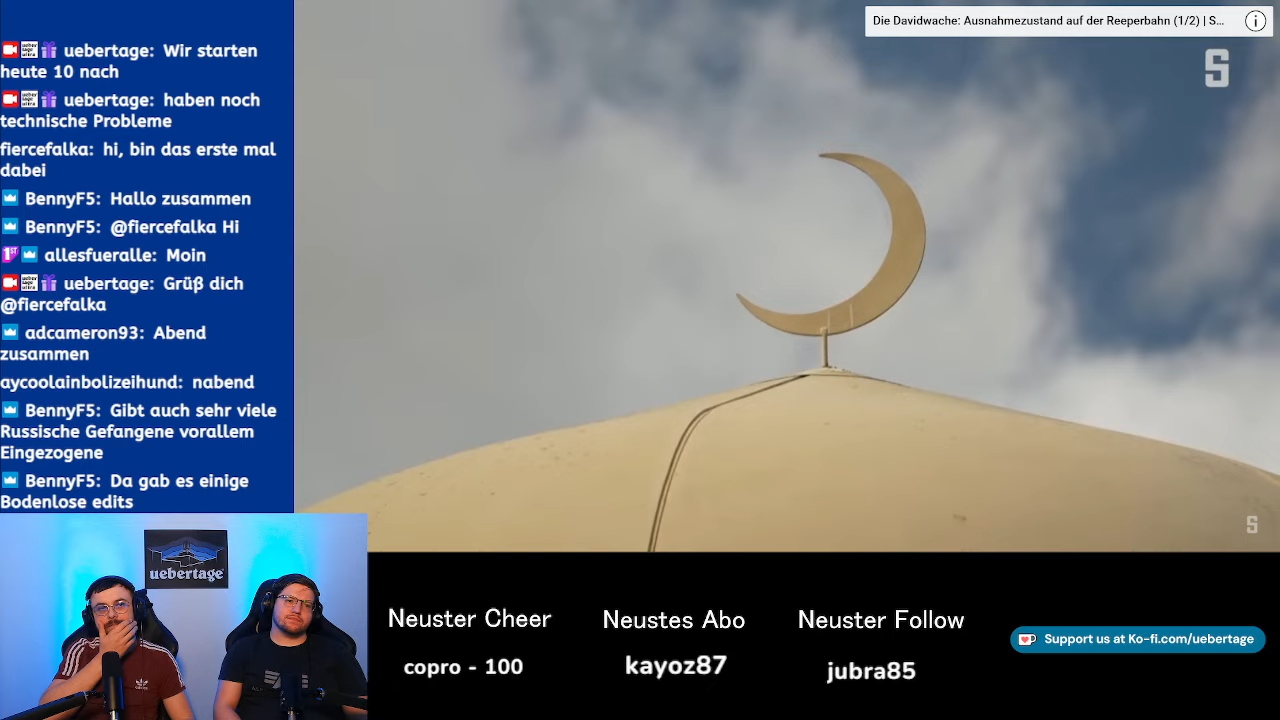 Die Davidwache: Ausnahmezustand auf der Reeperbahn (1/2) | S...
S
uebertage: Wir starten
heute 10 nach
uebertage: haben noch
technische Probleme
fiercefalka: hi, bin das erste mal
dabei
BennyF5: Hallo zusammen
BennyF5: @fiercefalka Hi
1ST allesfueralle: Moin
uebertage: Grüß dich
@fiercefalka
adcameron93: Abend
zusammen
aycoolainbolizeihund: nabend
BennyF5: Gibt auch sehr viele
Russische Gefangene vorallem
Eingezogene
BennyF5: Da gab es einige
Bodenlose edits
S
uebertage
adidas
Neuster Cheer
copro - 100
Neustes Abo
kayoz87
Neuster Follow
jubra85
Support us at Ko-fi.com/uebertage